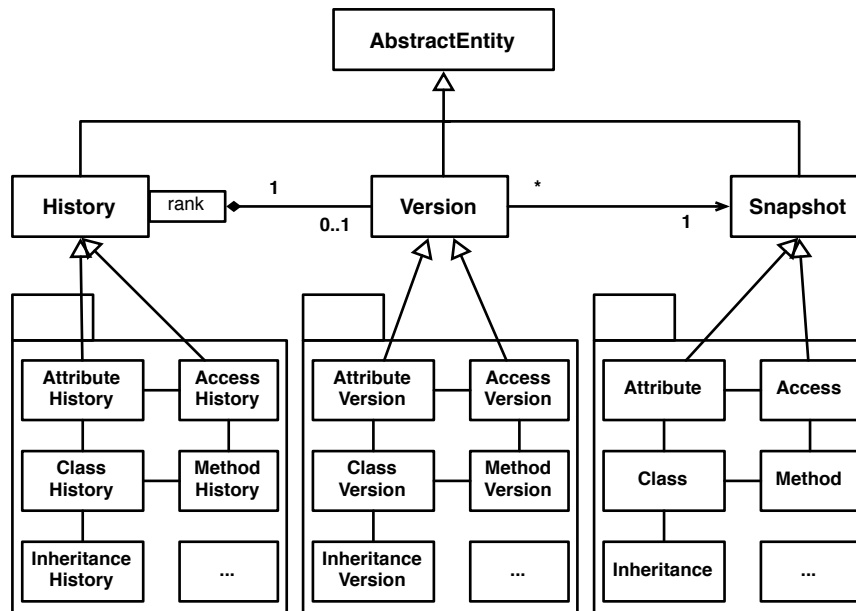 AbstractEntity
History
rank
1
0..1
Version
*
1
Snapshot
Attribute
History
Access
History
Class
History
Method
History
Inheritance
History
...
Attribute
Version
Access
Version
Class
Version
Method
Version
Inheritance
Version
...
Attribute
Access
Class
Method
Inheritance
...